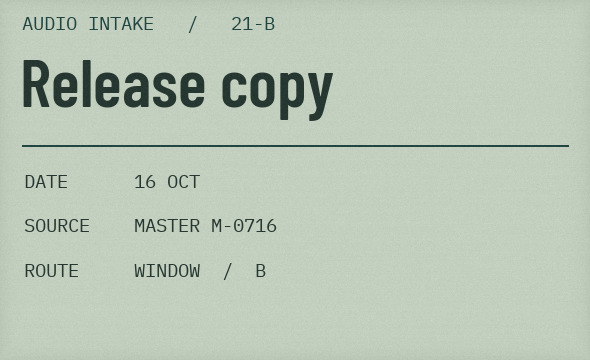 AUDIO INTAKE / 21-B
Release copy
DATE 16 OCT
SOURCE MASTER M-0716
ROUTE WINDOW / B